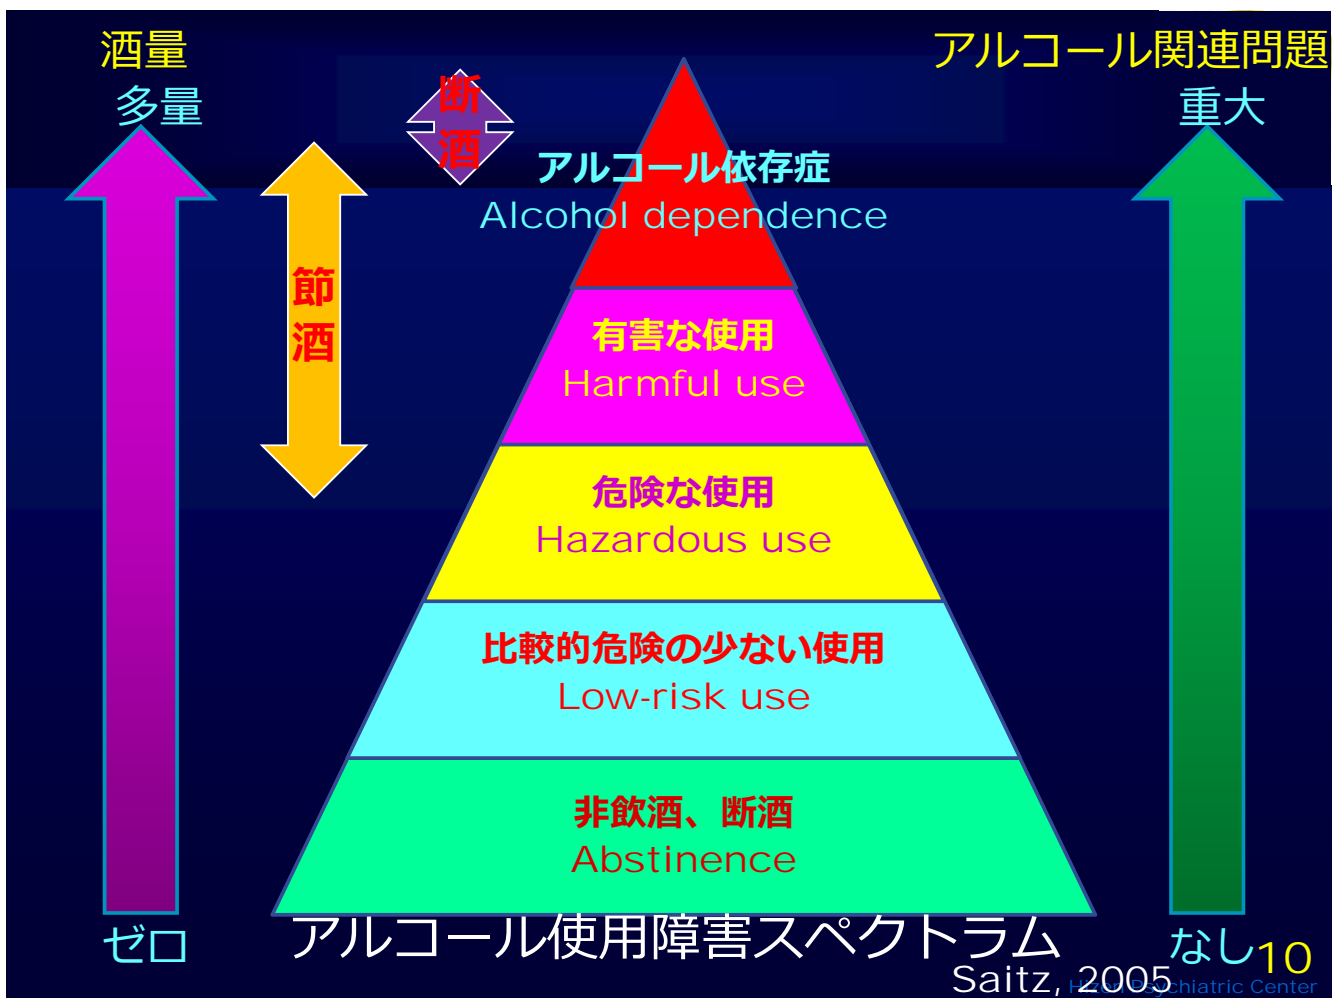 酒量
多量
アルコール関連問題
重大
断
酒
アルコール依存症
Alcohol dependence
節
酒
有害な使用
Harmful use
危険な使用
Hazardous use
比較的危険の少ない使用
Low-risk use
非飲酒、断酒
Abstinence
ゼロ
アルコール使用障害スペクトラム
なし
10
Saitz, 2005
Hizen Psychiatric Center